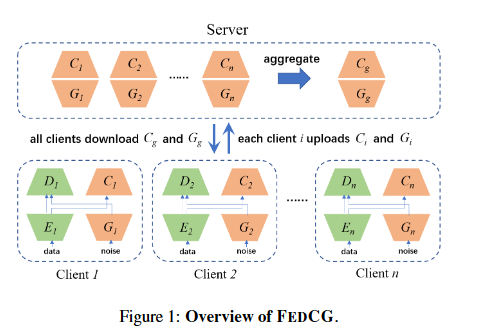 Server
C1 C2 Cn aggregate Cg
...... 
G1 G2 Gn Gg
all clients download Cg and Gg each client i uploads Ci and Gi
D1 C1 D2 C2 Dn Cn
......
E1 G1 E2 G2 En Gn
data noise data noise data noise
Client 1 Client 2 Client n
Figure 1: Overview of FEDCG.